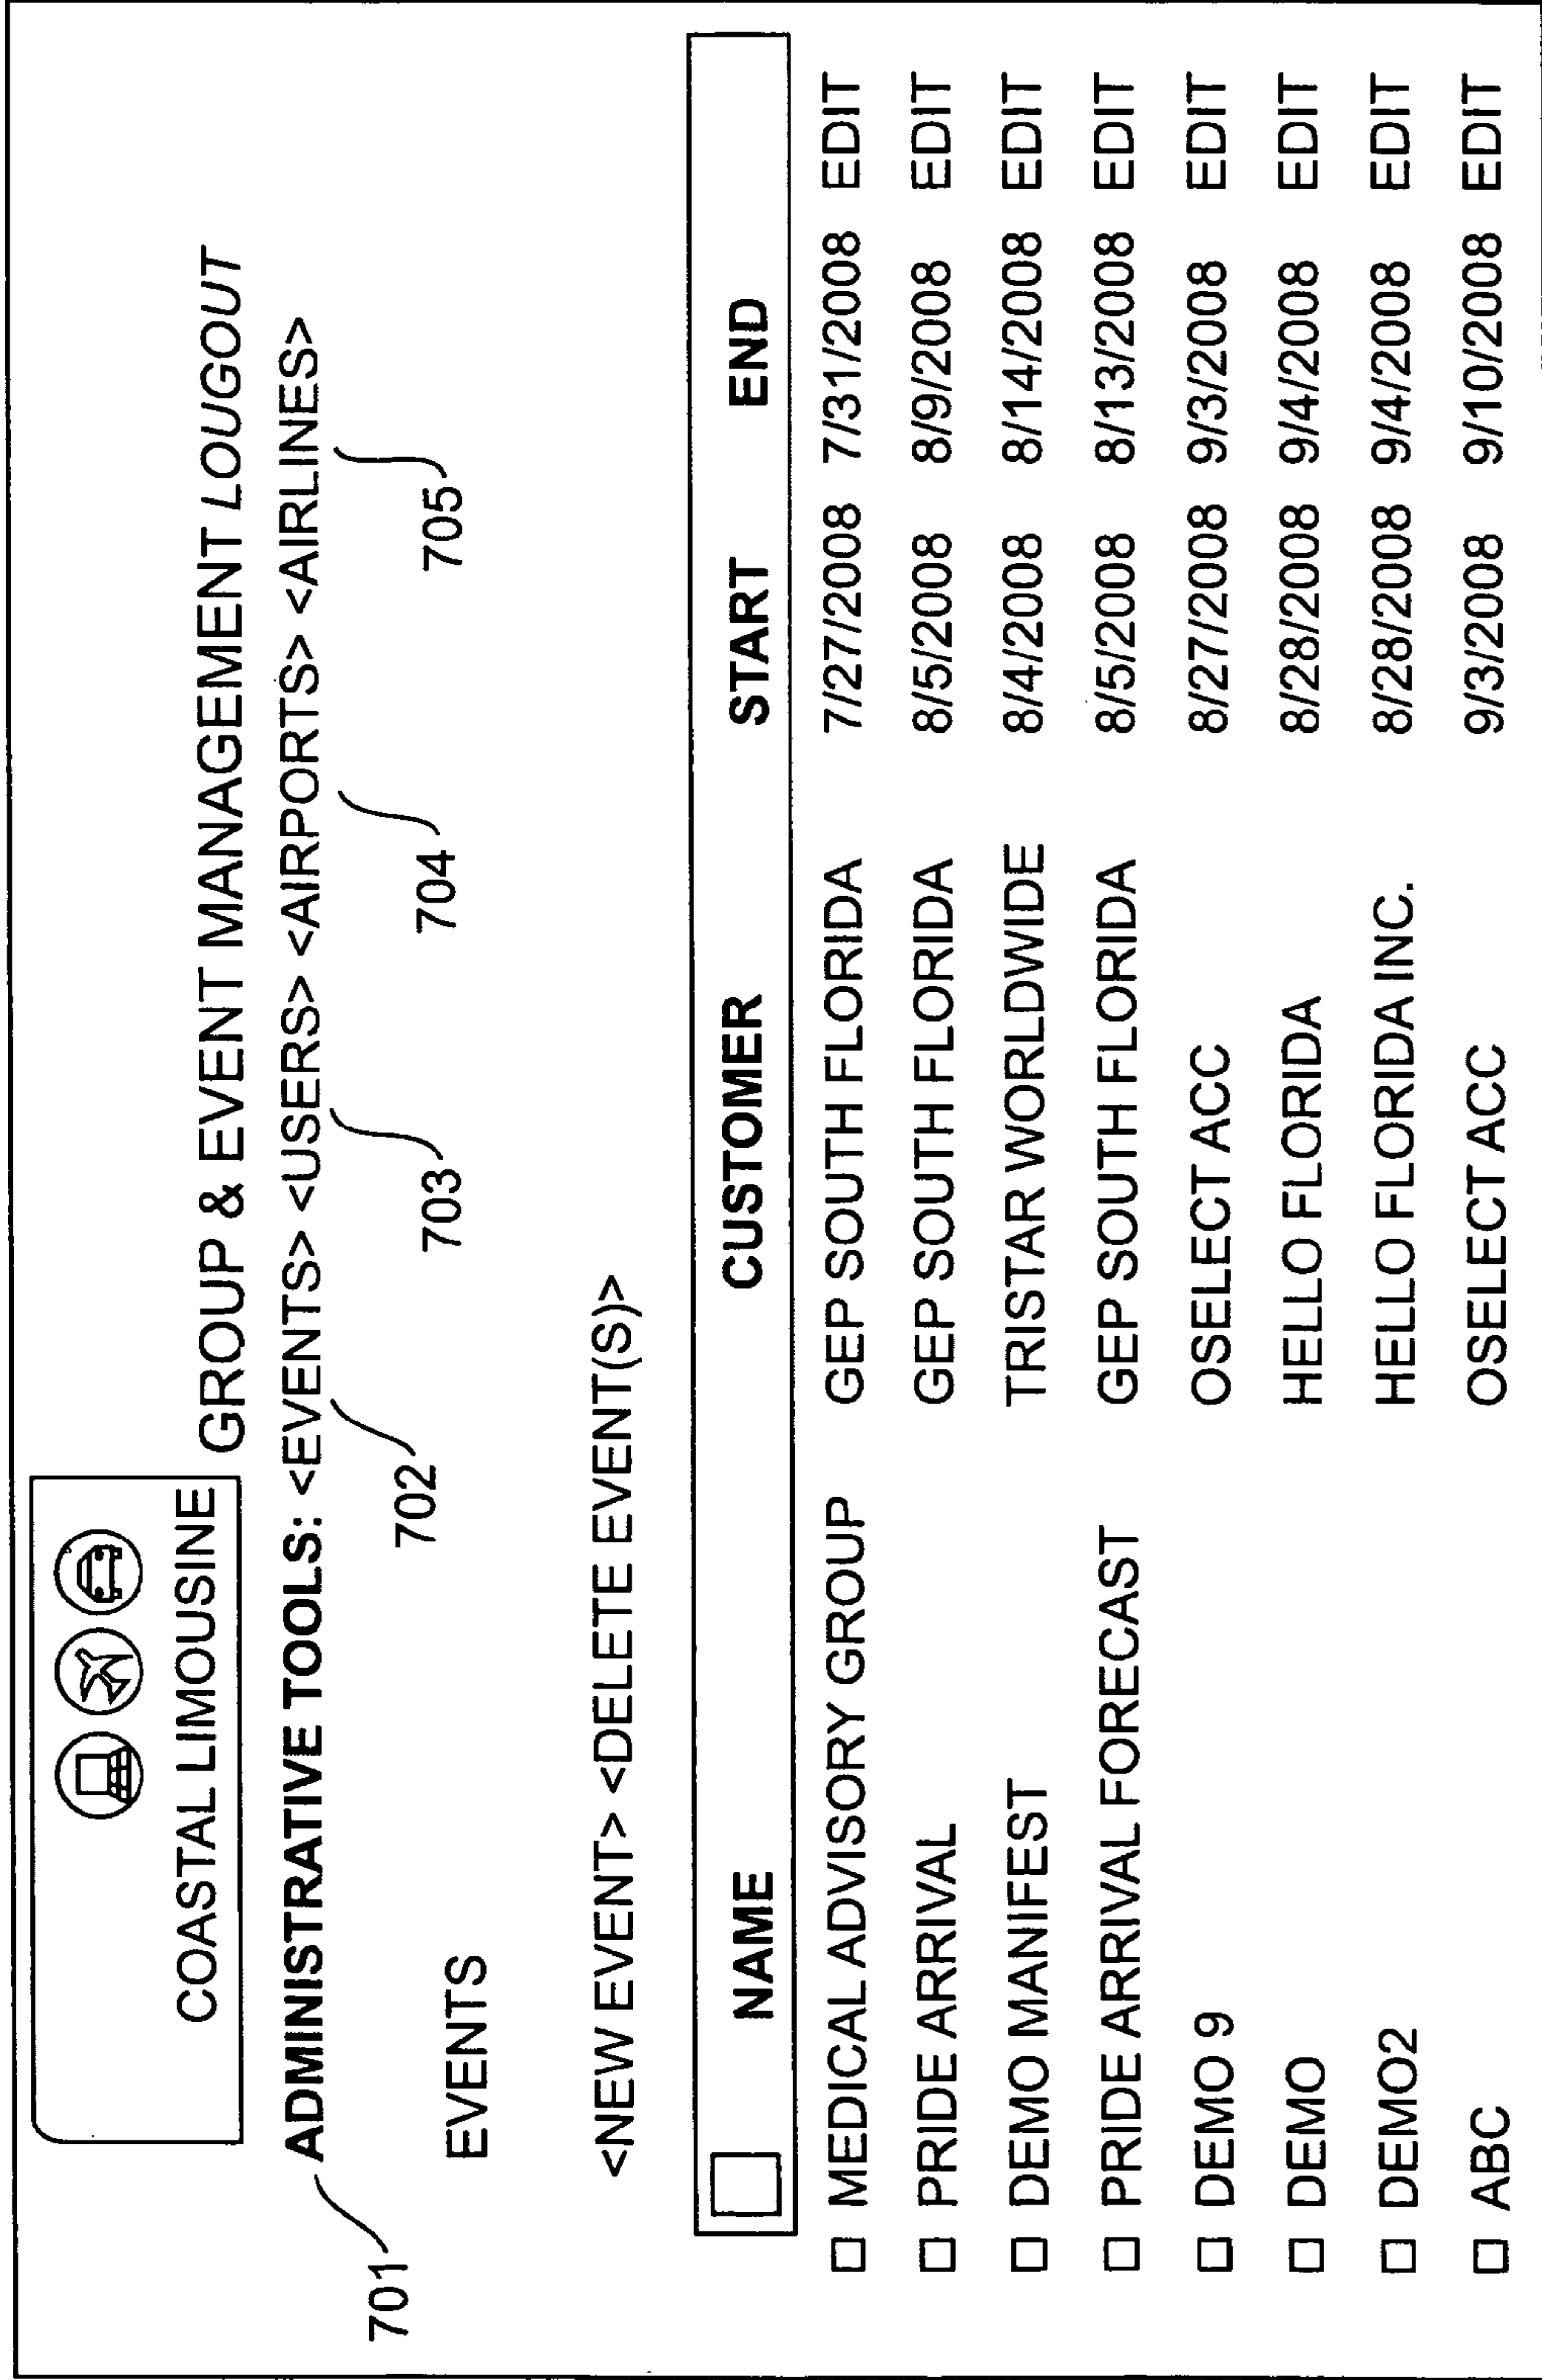 COASTAL LIMOUSINE
GROUP & EVENT MANAGEMENT LOUGOUT
ADMINISTRATIVE TOOLS: <EVENTS> <USERS> <AIRPORTS> <AIRLINES>
701
702
703
704
705
EVENTS
<NEW EVENT> <DELETE EVENT(S)>
NAME CUSTOMER START END
MEDICAL ADVISORY GROUP GEP SOUTH FLORIDA 7/27/2008 7/31/2008 EDIT
PRIDE ARRIVAL GEP SOUTH FLORIDA 8/5/2008 8/9/2008 EDIT
DEMO MANIFEST TRISTAR WORLDWIDE 8/4/2008 8/14/2008 EDIT
PRIDE ARRIVAL FORECAST GEP SOUTH FLORIDA 8/5/2008 8/13/2008 EDIT
DEMO 9 OSELECT ACC 8/27/2008 9/3/2008 EDIT
DEMO HELLO FLORIDA 8/28/2008 9/4/2008 EDIT
DEMO2 HELLO FLORIDA INC. 8/28/2008 9/4/2008 EDIT
ABC OSELECT ACC 9/3/2008 9/10/2008 EDIT